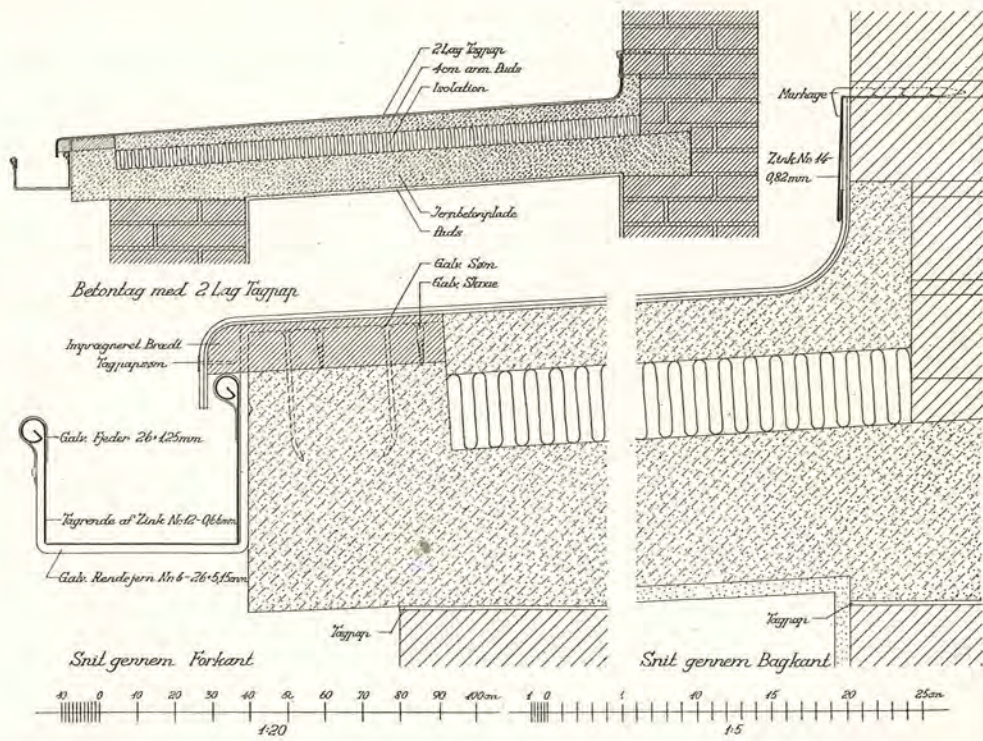 2 Lag Tagpap
4cm arm. Puds
Isolation
Murhage
Zink No 14-
0,82mm
Jernbetonplade
Puds
Galv. Søm
Galv. Skrue
Betontag med 2 Lag Tagpap
Imprægneret Brædt
Tagpapsøm
Galv. Fjeder 26*1,25mm
Tagrende af Zink No 12-0,66mm
Galv. Rendejern No 6-26*5,15mm
Tagpap
Tagpap
Snit gennem Forkant
Snit gennem Bagkant
10 0 10 20 30 40 50 60 70 80 90 100cm
1 0 10 15 20 25cm
1:20
1:5